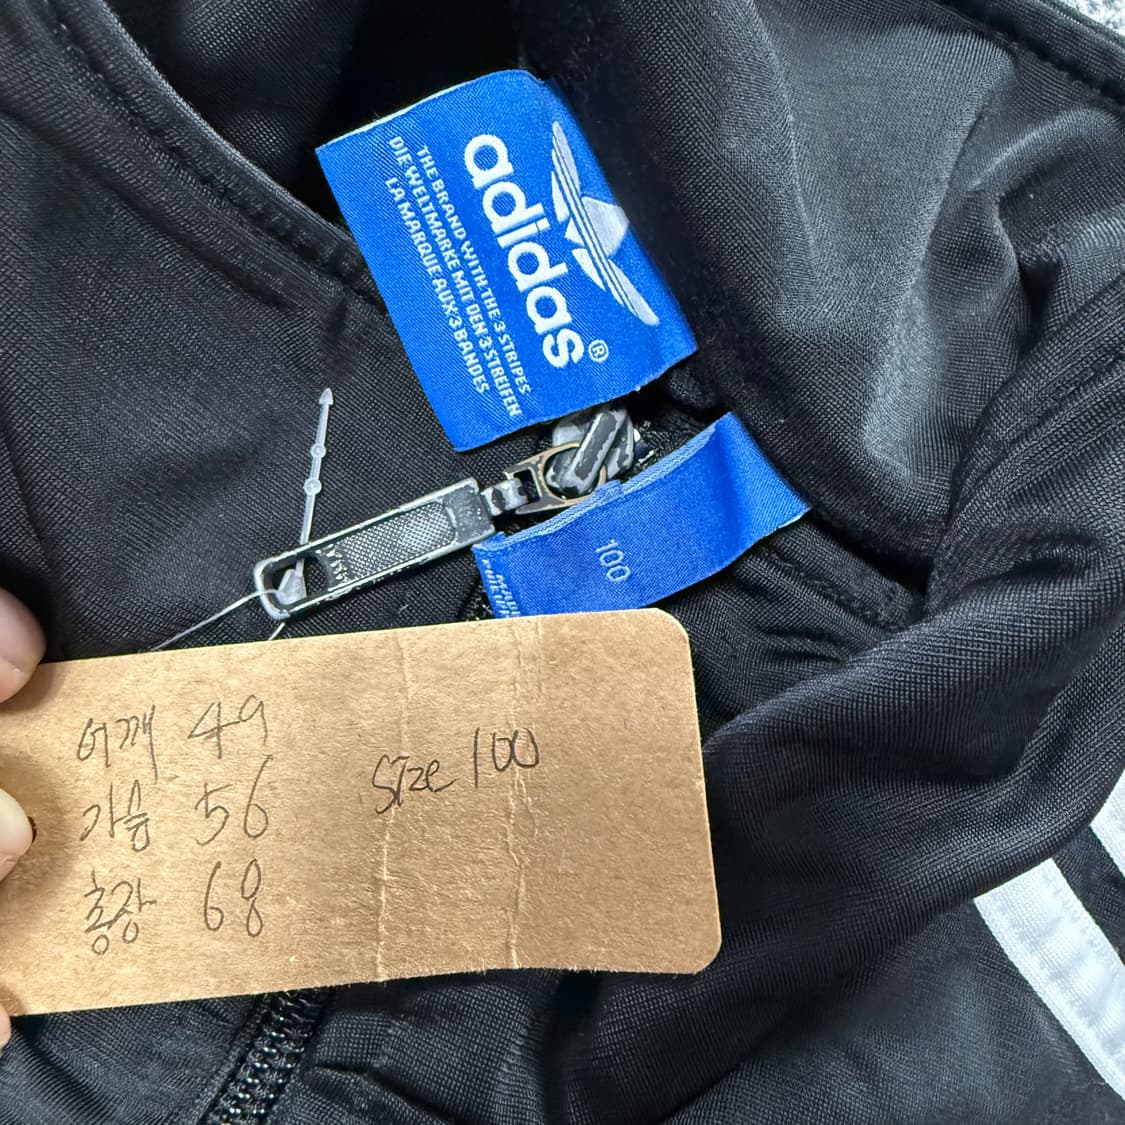 adidas®
THE BRAND WITH THE 3 STRIPES
DIE WELTMARKE MIT DEN 3 STREIFEN
LA MARQUE AUX 3 BANDES
100
어깨 49
가슴 56
총장 68
Size 100